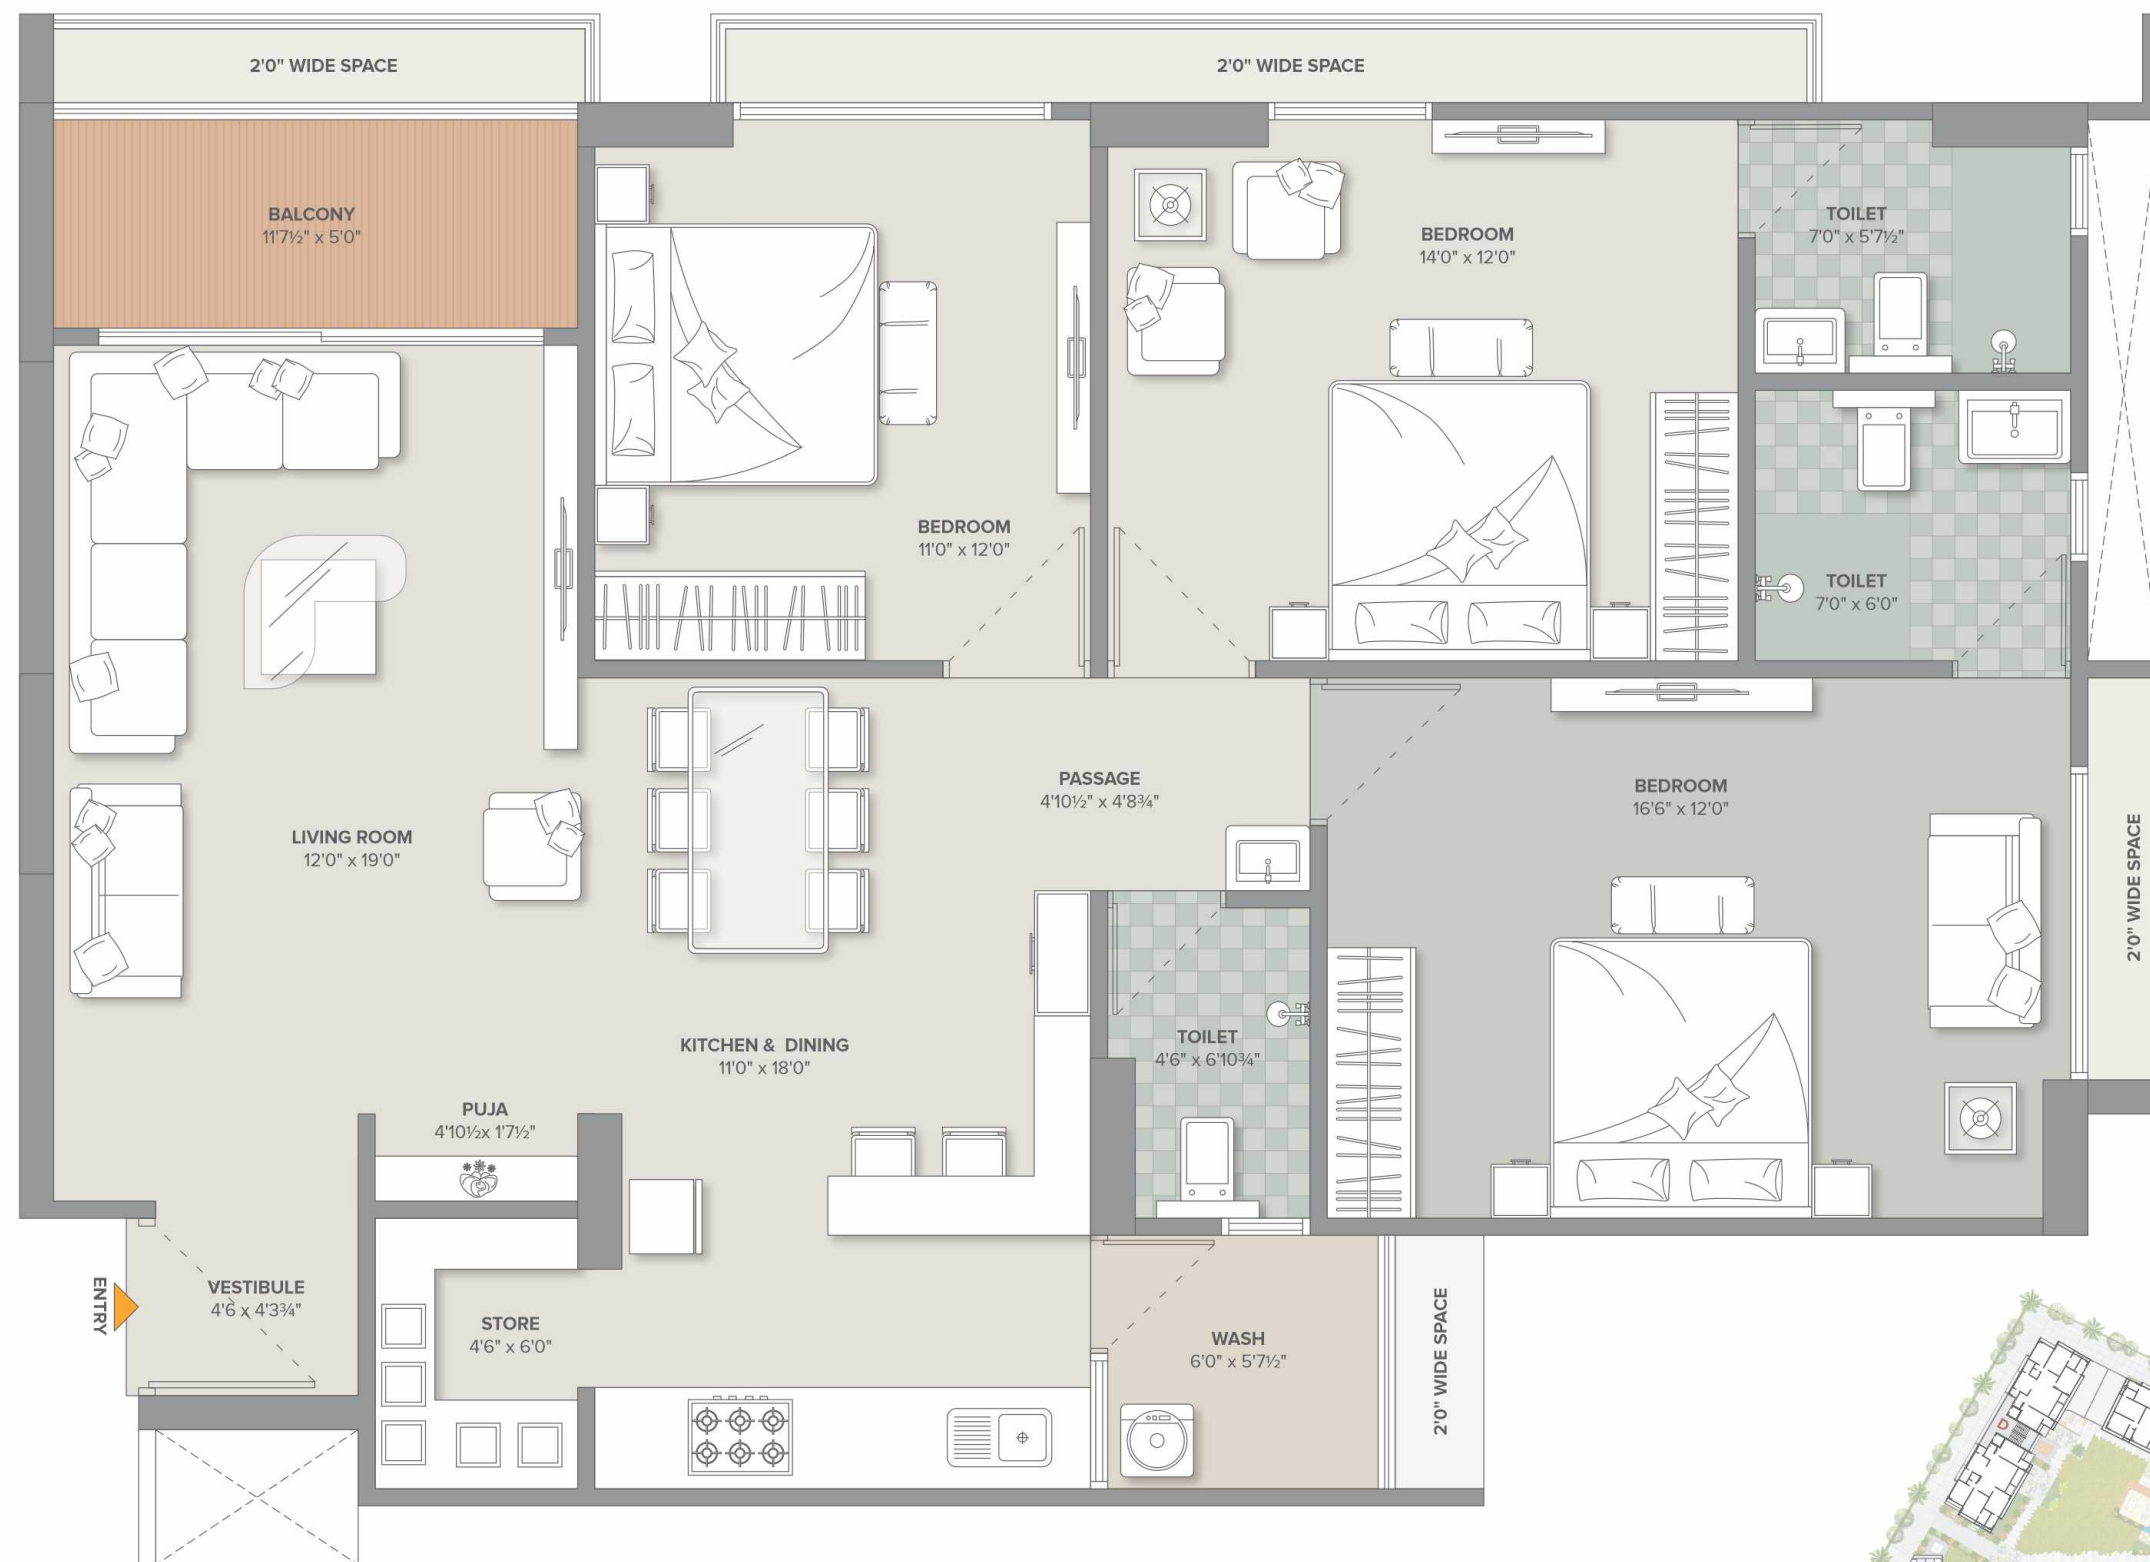 2'0" WIDE SPACE
2'0" WIDE SPACE
BALCONY
11'7½" x 5'0"
BEDROOM
14'0" x 12'0"
TOILET
7'0" x 5'7½"
BEDROOM
11'0" x 12'0"
TOILET
7'0" x 6'0"
PASSAGE
4'10½" x 4'8¾"
BEDROOM
16'6" x 12'0"
LIVING ROOM
12'0" x 19'0"
2'0" WIDE SPACE
KITCHEN & DINING
11'0" x 18'0"
TOILET
4'6" x 6'10¾"
PUJA
4'10½x 1'7½"
ENTRY
VESTIBULE
4'6 x 4'3¾"
STORE
4'6" x 6'0"
WASH
6'0" x 5'7½"
2'0" WIDE SPACE
D